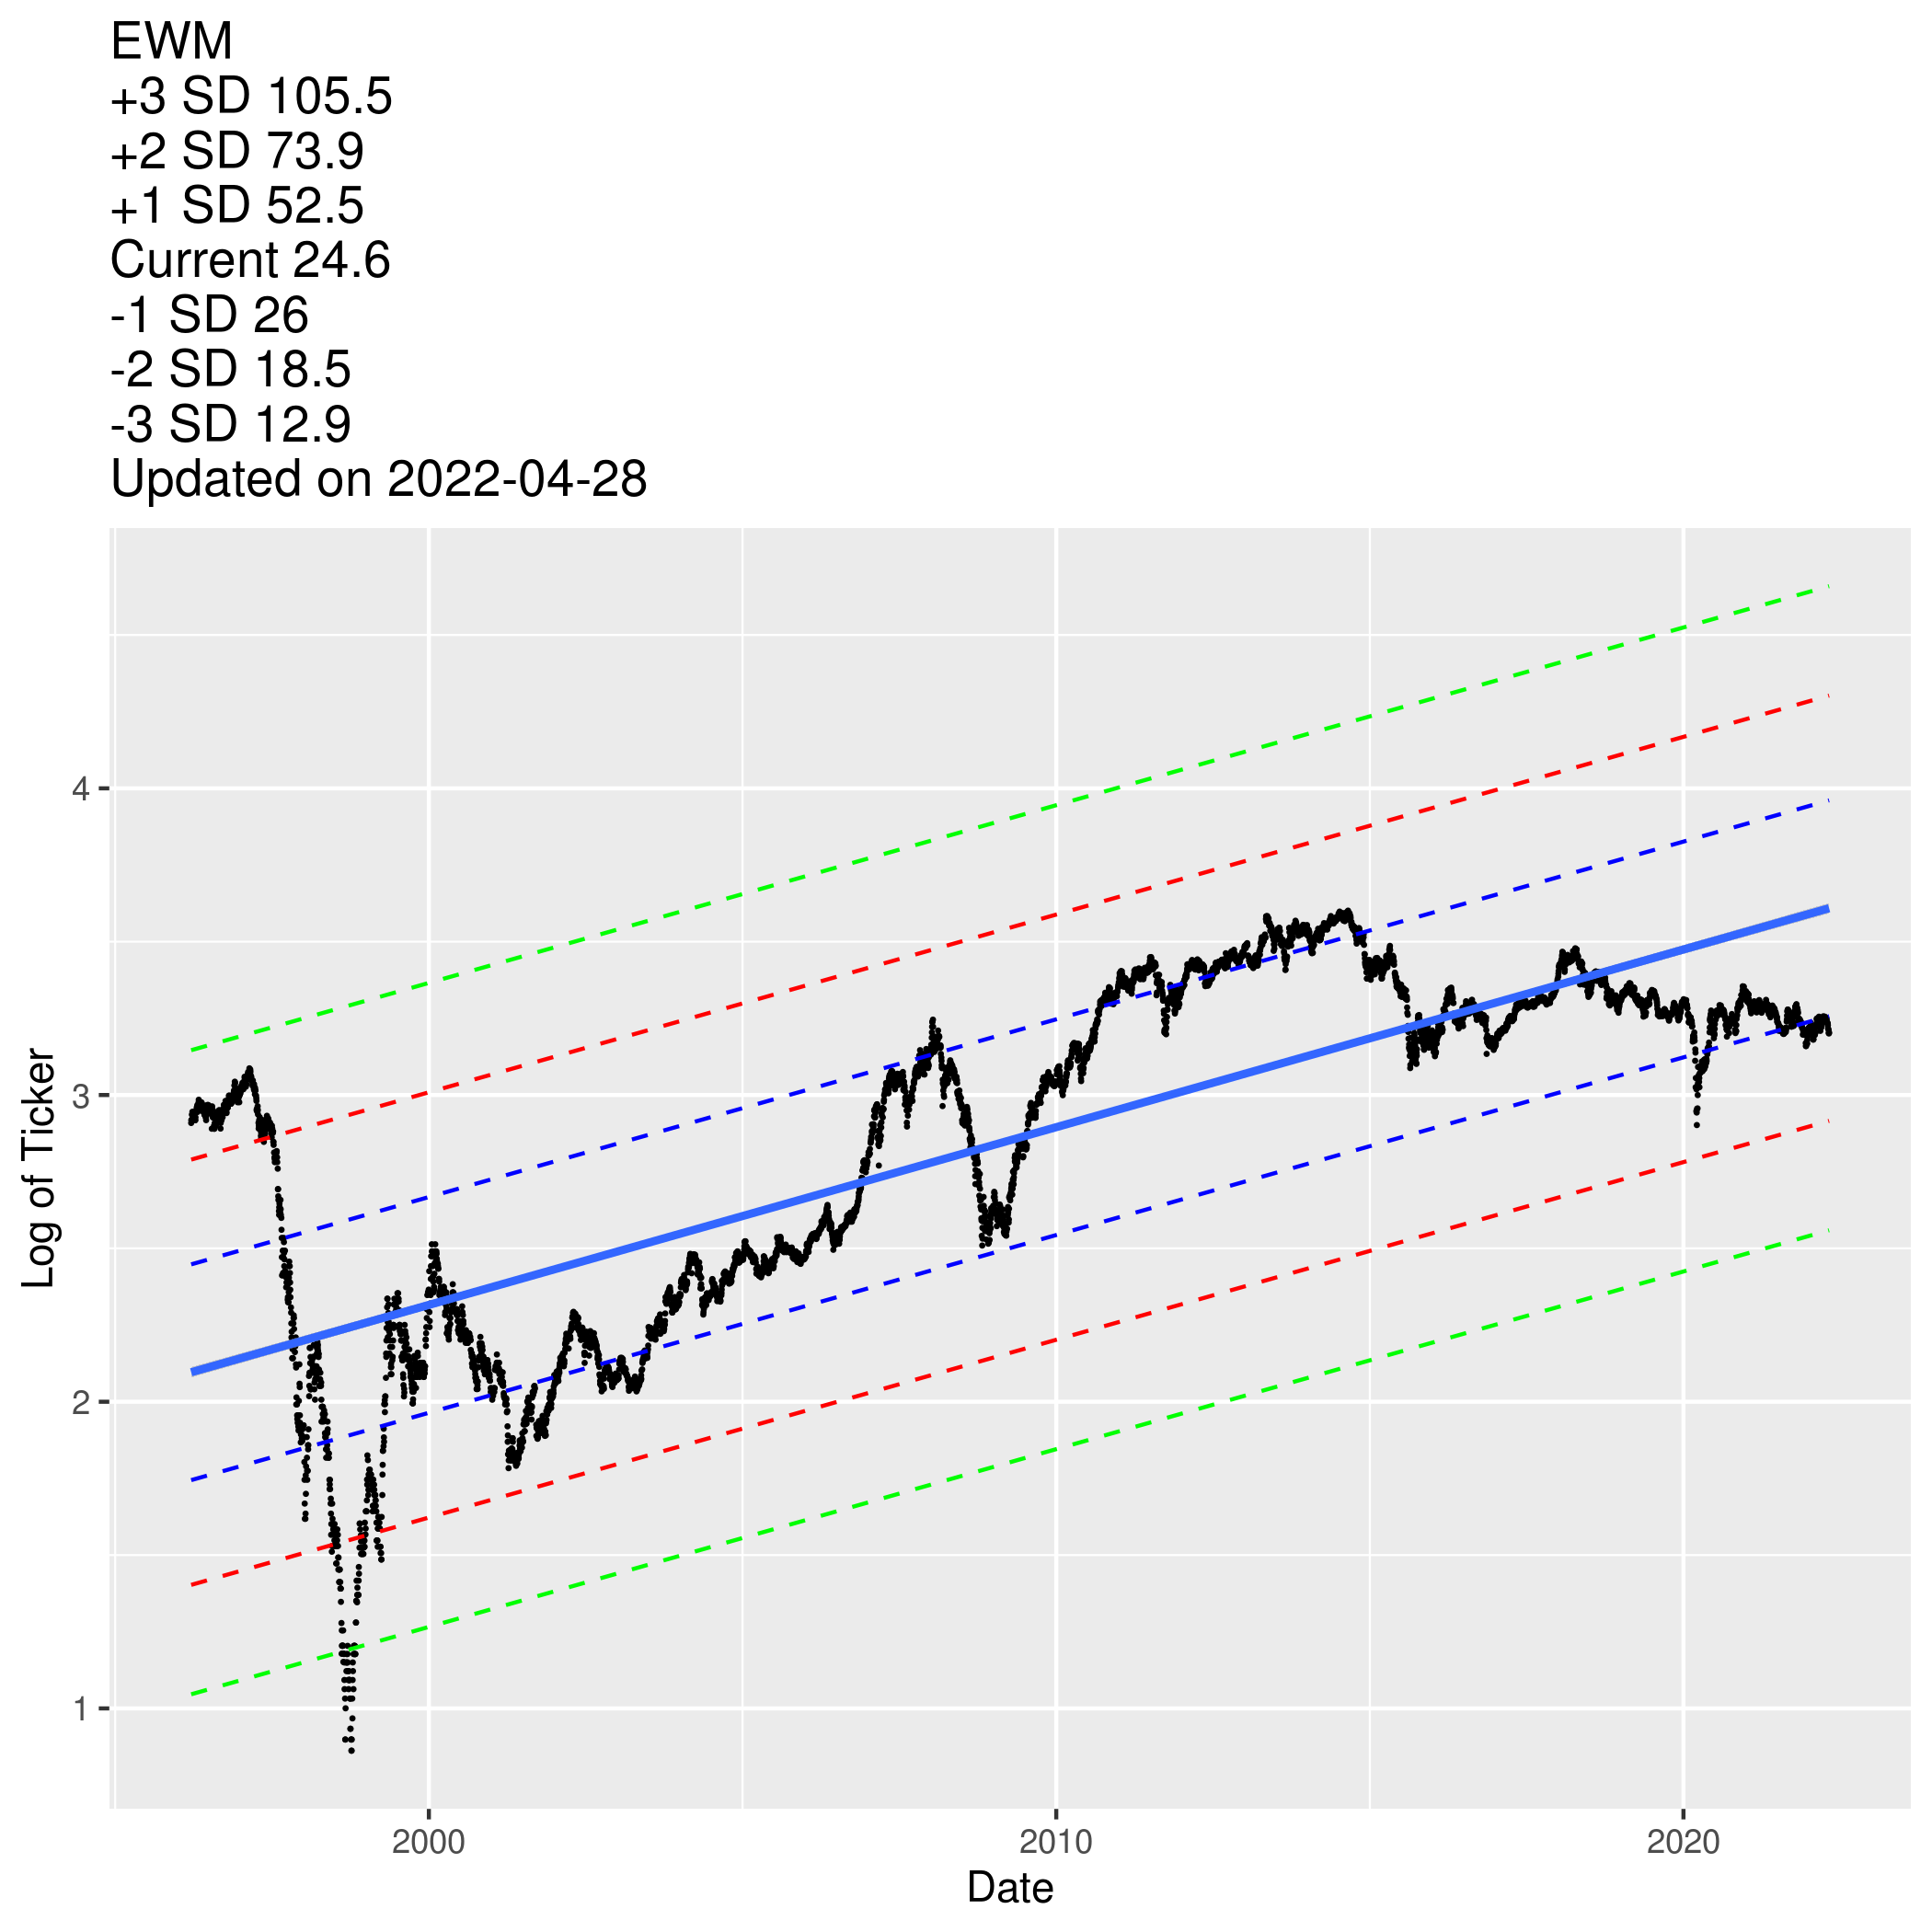 EWM
+3 SD 105.5
+2 SD 73.9
+1 SD 52.5
Current 24.6
-1 SD 26
-2 SD 18.5
-3 SD 12.9
Updated on 2022-04-28
4
3
2
1
Log of Ticker
2000 2010 2020
Date